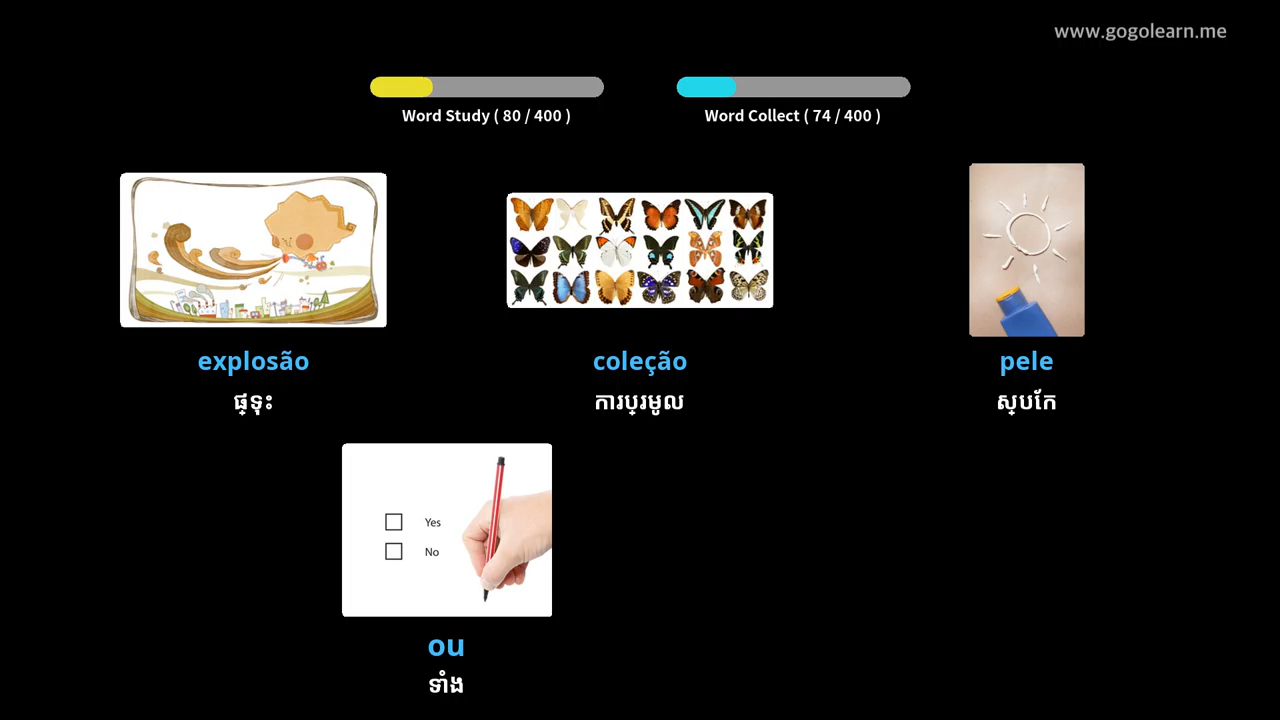 www.gogolearn.me
Word Study ( 80 / 400 )
Word Collect ( 74 / 400 )
explosão
ផ្ទុះ
coleção
ការប្រមូល
pele
ស្បែក
Yes
No
ou
ទាំង